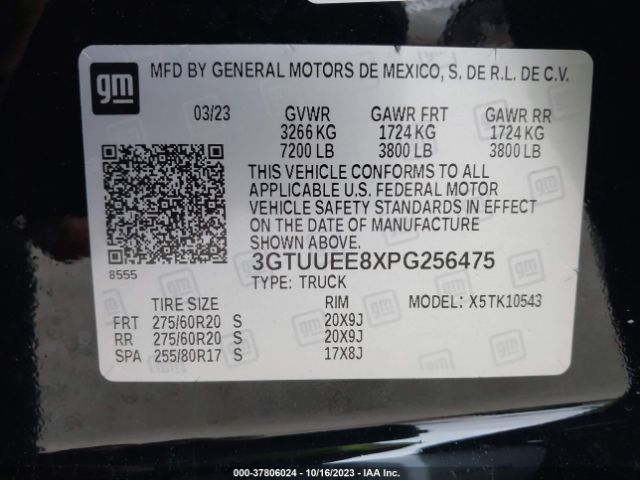 gm
MFD BY GENERAL MOTORS DE MEXICO, S. DE R.L. DE C.V.
03/23 GVWR GAWR FRT GAWR RR
3266 KG 1724 KG 1724 KG
7200 LB 3800 LB 3800 LB
THIS VEHICLE CONFORMS TO ALL
APPLICABLE U.S. FEDERAL MOTOR
VEHICLE SAFETY STANDARDS IN EFFECT
ON THE DATE OF MANUFACTURE
SHOWN ABOVE.
8555
3GTUUEE8XPG256475
TYPE: TRUCK
TIRE SIZE RIM MODEL: X5TK10543
FRT 275/60R20 S 20X9J
RR 275/60R20 S 20X9J
SPA 255/80R17 S 17X8J
000-37806024 | 10/16/2023 | IAA Inc.